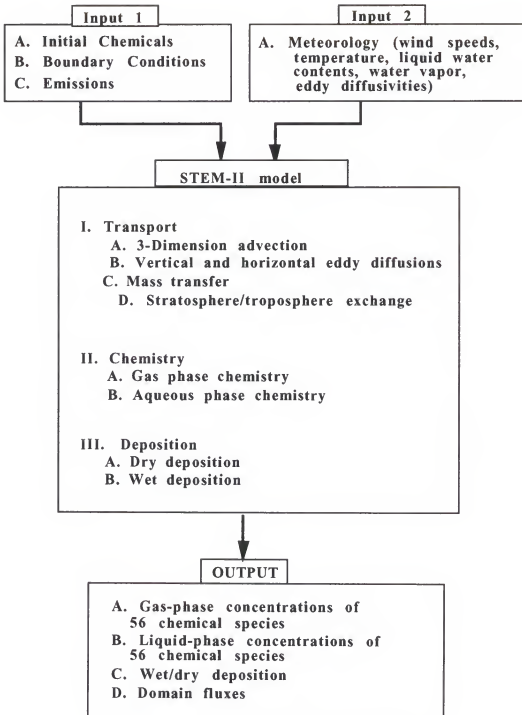 Input 1
A. Initial Chemicals
B. Boundary Conditions
C. Emissions
Input 2
A. Meteorology (wind speeds,
temperature, liquid water
contents, water vapor,
eddy diffusivities)
STEM-II model
I. Transport
A. 3-Dimension advection
B. Vertical and horizontal eddy diffusions
C. Mass transfer
D. Stratosphere/troposphere exchange
II. Chemistry
A. Gas phase chemistry
B. Aqueous phase chemistry
III. Deposition
A. Dry deposition
B. Wet deposition
OUTPUT
A. Gas-phase concentrations of
56 chemical species
B. Liquid-phase concentrations of
56 chemical species
C. Wet/dry deposition
D. Domain fluxes